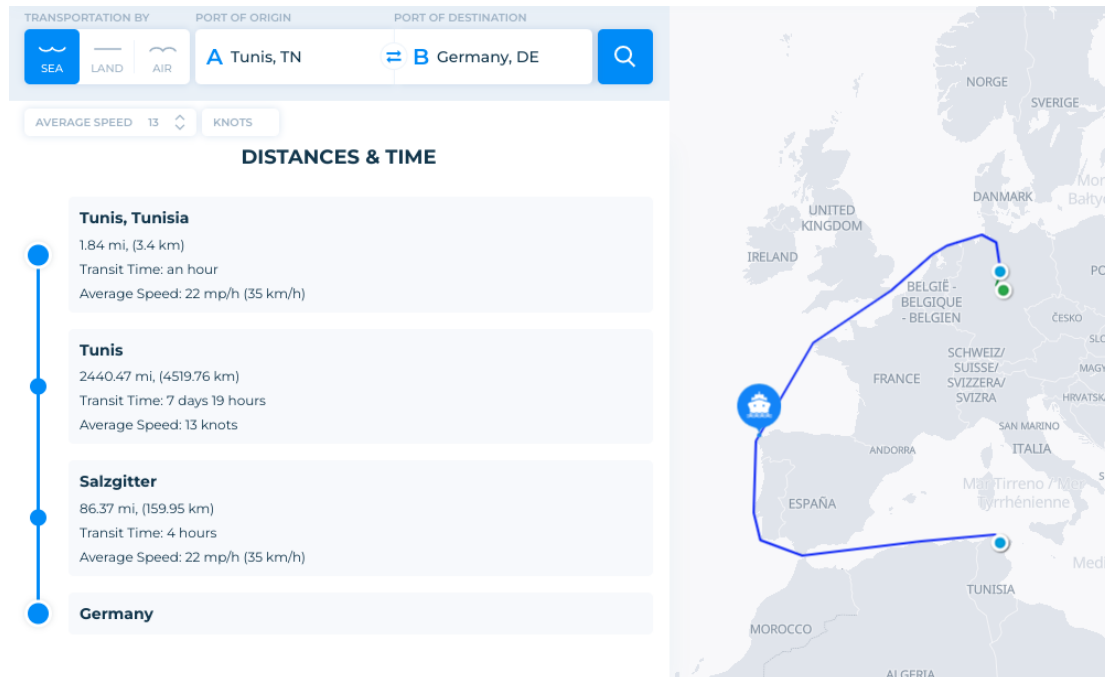 TRANSPORTATION BY PORT OF ORIGIN PORT OF DESTINATION
SEA LAND AIR A Tunis, TN B Germany, DE
AVERAGE SPEED 13 KNOTS
DISTANCES & TIME
Tunis, Tunisia
1.84 mi, (3.4 km)
Transit Time: an hour
Average Speed: 22 mp/h (35 km/h)
Tunis
2440.47 mi, (4519.76 km)
Transit Time: 7 days 19 hours
Average Speed: 13 knots
Salzgitter
86.37 mi, (159.95 km)
Transit Time: 4 hours
Average Speed: 22 mp/h (35 km/h)
Germany
NORGE
SVERIGE
DANMARK
UNITED
KINGDOM
IRELAND
BELGIË -
BELGIQUE
- BELGIEN
ČESKO
SCHWEIZ/
SUISSE/
SVIZZERA/
SVIZRA
FRANCE
SAN MARINO
ANDORRA
ITALIA
Mar Tirreno / Mer
Tyrrhénienne
ESPAÑA
TUNISIA
MOROCCO
ALGERIA